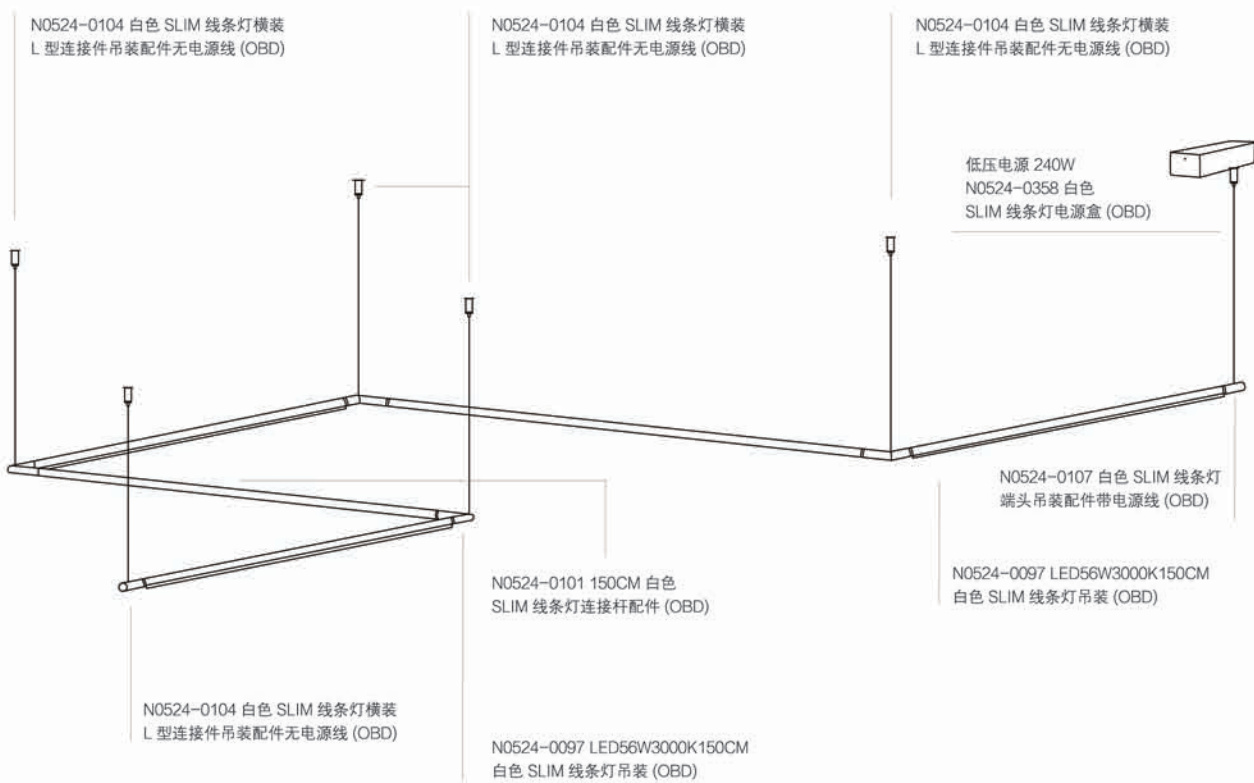 N0524-0104 白色 SLIM 线条灯横装
L 型连接件吊装配件无电源线 (OBD)
N0524-0104 白色 SLIM 线条灯横装
L 型连接件吊装配件无电源线 (OBD)
N0524-0104 白色 SLIM 线条灯横装
L 型连接件吊装配件无电源线 (OBD)
低压电源 240W
N0524-0358 白色
SLIM 线条灯电源盒 (OBD)
N0524-0107 白色 SLIM 线条灯
端头吊装配件带电源线 (OBD)
N0524-0101 150CM 白色
SLIM 线条灯连接杆配件 (OBD)
N0524-0097 LED56W3000K150CM
白色 SLIM 线条灯吊装 (OBD)
N0524-0104 白色 SLIM 线条灯横装
L 型连接件吊装配件无电源线 (OBD)
N0524-0097 LED56W3000K150CM
白色 SLIM 线条灯吊装 (OBD)